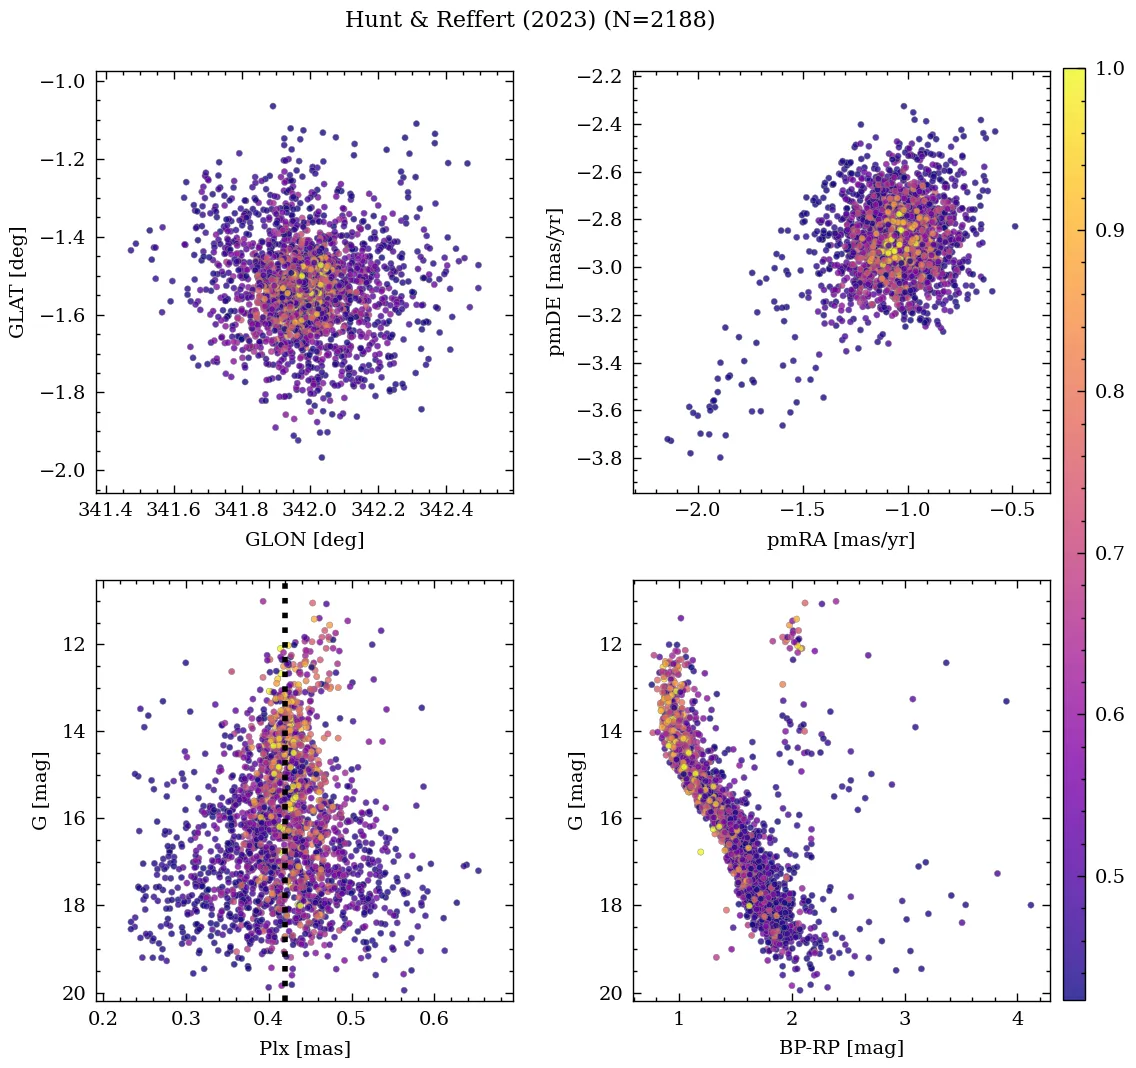 Hunt & Reffert (2023) (N=2188)
−1.0
−1.2
−1.4
−1.6
−1.8
−2.0
GLAT [deg]
341.4 341.6 341.8 342.0 342.2 342.4
GLON [deg]
−2.2
−2.4
−2.6
−2.8
−3.0
−3.2
−3.4
−3.6
−3.8
pmDE [mas/yr]
−2.0 −1.5 −1.0 −0.5
pmRA [mas/yr]
1.0
0.9
0.8
0.7
0.6
0.5
12
14
16
18
20
G [mag]
0.2 0.3 0.4 0.5 0.6
Plx [mas]
12
14
16
18
20
G [mag]
1 2 3 4
BP-RP [mag]